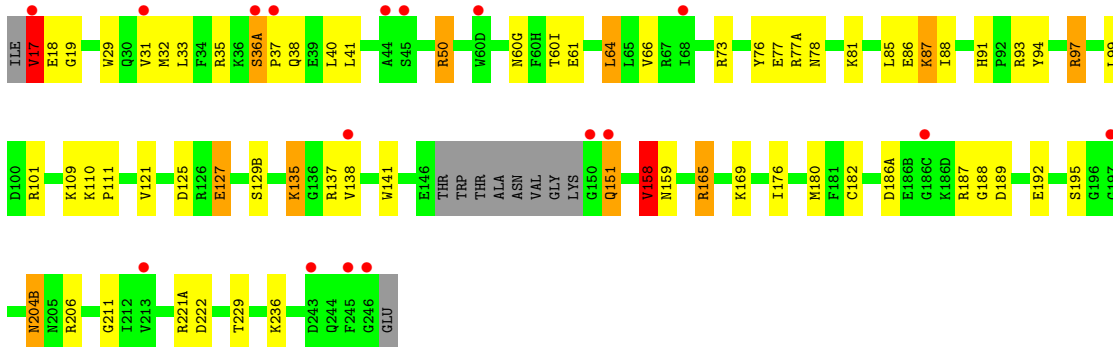 ILE V17 E18 G19 W29 Q30 V31 M32 L33 F34 R35 K36 S36A P37 Q38 E39 L40 L41 A44 S45 R50 W60D N60G F60H T60I E61 L64 L65 V66 R67 I68 R73 Y76 E77 R77A N78 K81 L85 E86 K87 I88 H91 P92 R93 Y94 R97
D100 R101 K109 K110 P111 V121 D125 R126 E127 S129B K135 G136 R137 V138 W141 E146 THR TRP THR ALA ASN VAL GLY LYS G150 Q151 V158 N159 R165 K169 I176 M180 F181 C182 D186A E186B G186C K186D R187 G188 D189 E192 S195 G196
N204B N205 R206 G211 I212 V213 R221A D222 T229 K236 D243 Q244 F245 G246 GLU